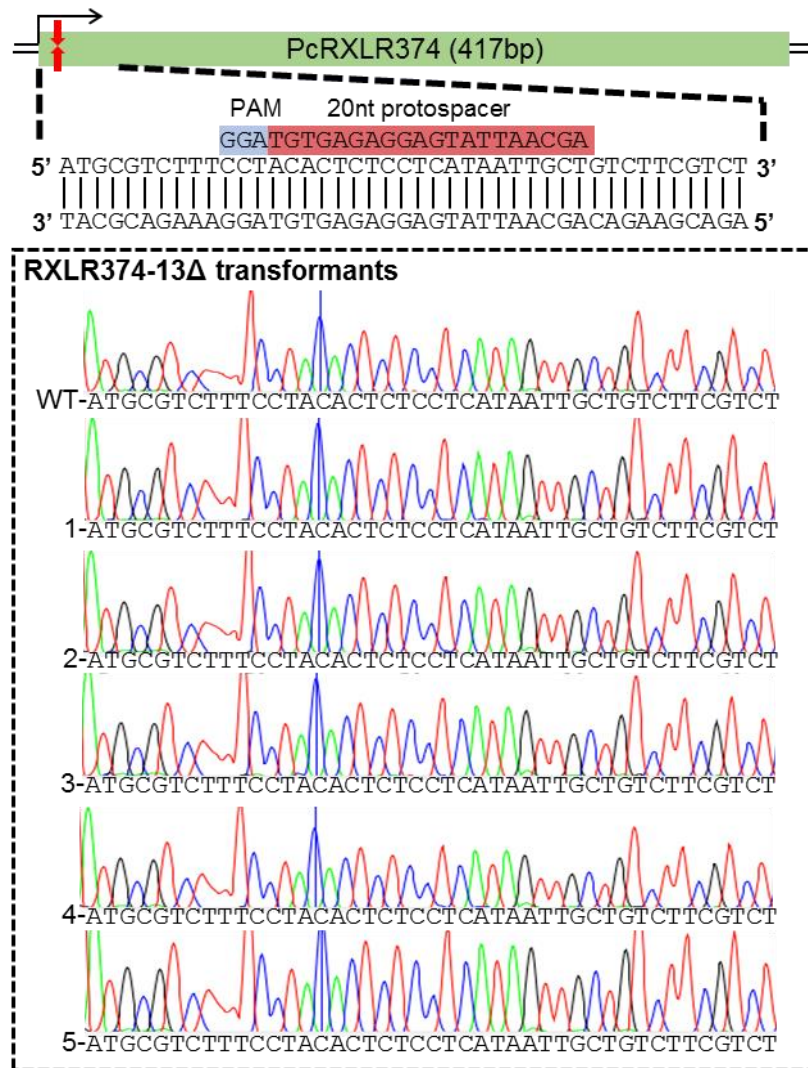 PcRXLR374 (417bp)
PAM 20nt protospacer
GGATGTGAGAGGAGTATTAACGA
5’ ATGCGTCTTTCCTACACTCTCCTCATAATTGCTGTCTTCGTCT 3’
3’ TACGCAGAAAGGATGTGAGAGGAGTATTAACGACAGAAGCAGA 5’
RXLR374-13Δ transformants
WT-ATGCGTCTTTCCTACACTCTCCTCATAATTGCTGTCTTCGTCT
1-ATGCGTCTTTCCTACACTCTCCTCATAATTGCTGTCTTCGTCT
2-ATGCGTCTTTCCTACACTCTCCTCATAATTGCTGTCTTCGTCT
3-ATGCGTCTTTCCTACACTCTCCTCATAATTGCTGTCTTCGTCT
4-ATGCGTCTTTCCTACACTCTCCTCATAATTGCTGTCTTCGTCT
5-ATGCGTCTTTCCTACACTCTCCTCATAATTGCTGTCTTCGTCT